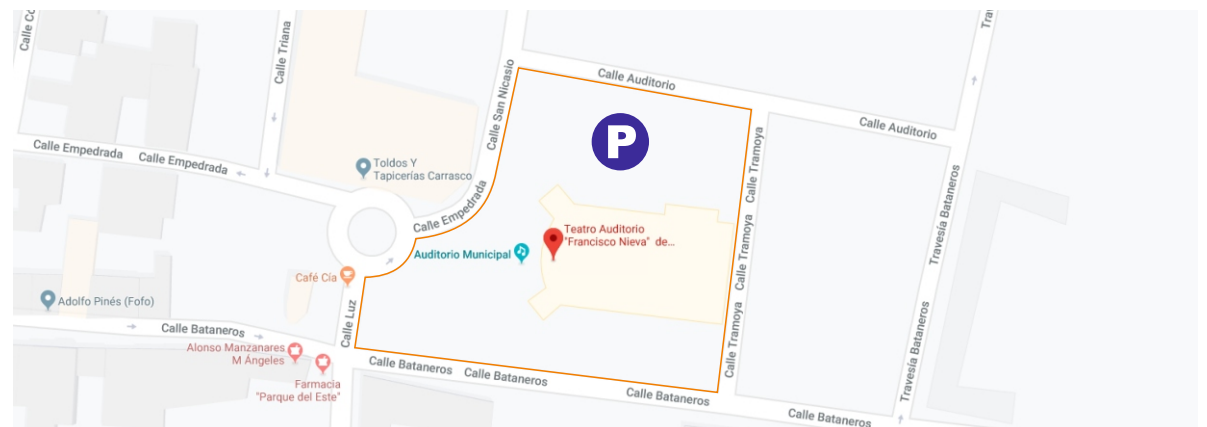 Calle Co
Calle Triana
Calle San Nicasio
Calle Auditorio
Calle Auditorio
P
Calle Empedrada
Calle Empedrada
Toldos Y
Tapicerías Carrasco
Calle Tramoya
Calle Empedrada
Travesía Bataneros
Teatro Auditorio
"Francisco Nieva" de...
Auditorio Municipal
Calle Tramoya
Café Cía
Adolfo Pinés (Fofo)
Calle Luz
Calle Tramoya
Travesía Bataneros
Calle Bataneros
Alonso Manzanares
M Ángeles
Calle Bataneros
Calle Bataneros
Farmacia
"Parque del Este"
Calle Bataneros
Calle Bataneros
Trav